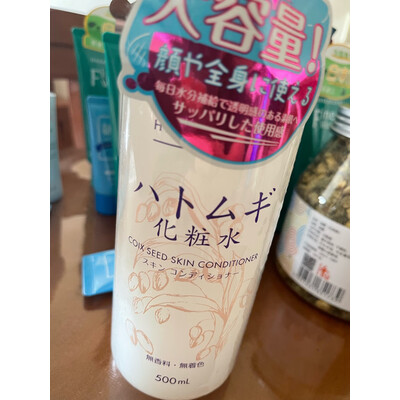 大容量!
顔や全身に使える
毎日水分補給で透明感のある素肌へ
サッパリした使用感
ハトムギ
化粧水
COIX SEED SKIN CONDITIONER
スキンコンディショナー
無香料・無着色
500mL